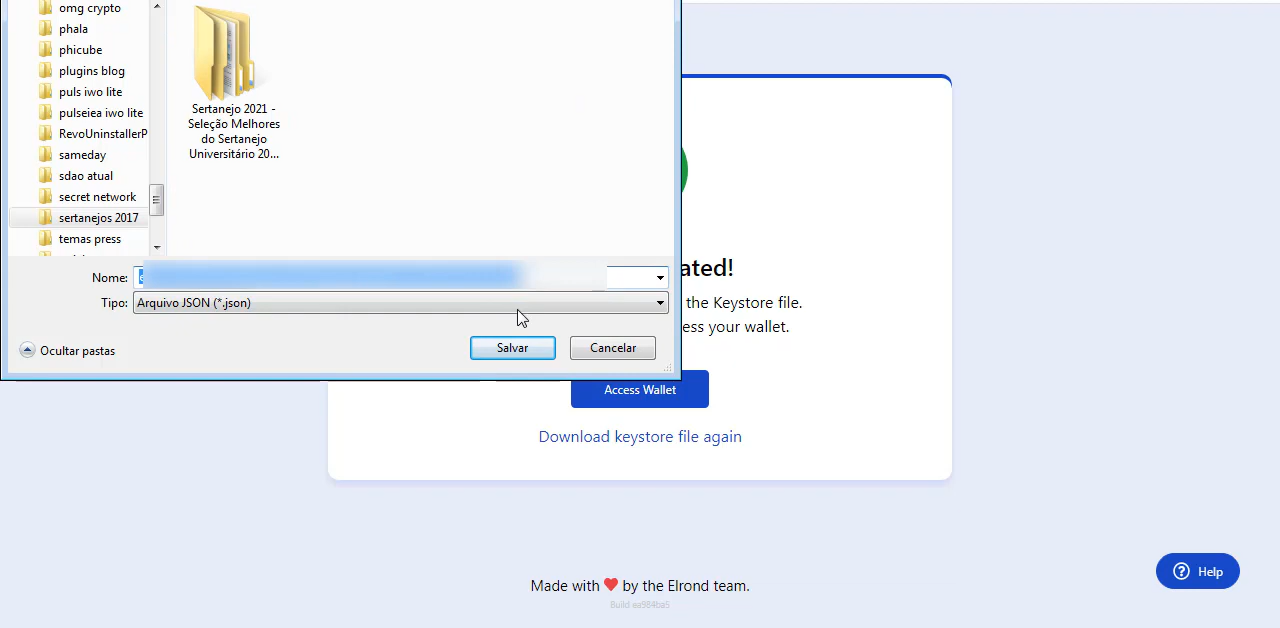 omg crypto
phala
phicube
plugins blog
puls iwo lite
pulseiea iwo lite
RevoUninstallerP
sameday
sdao atual
secret network
sertanejos 2017
temas press
Sertanejo 2021 -
Seleção Melhores
do Sertanejo
Universitário 20...
Nome:
Tipo: Arquivo JSON (*.json)
Ocultar pastas
Salvar
Cancelar
ated!
the Keystore file.
ess your wallet.
Access Wallet
Download keystore file again
Made with ❤ by the Elrond team.
Build ea984ba5
Help